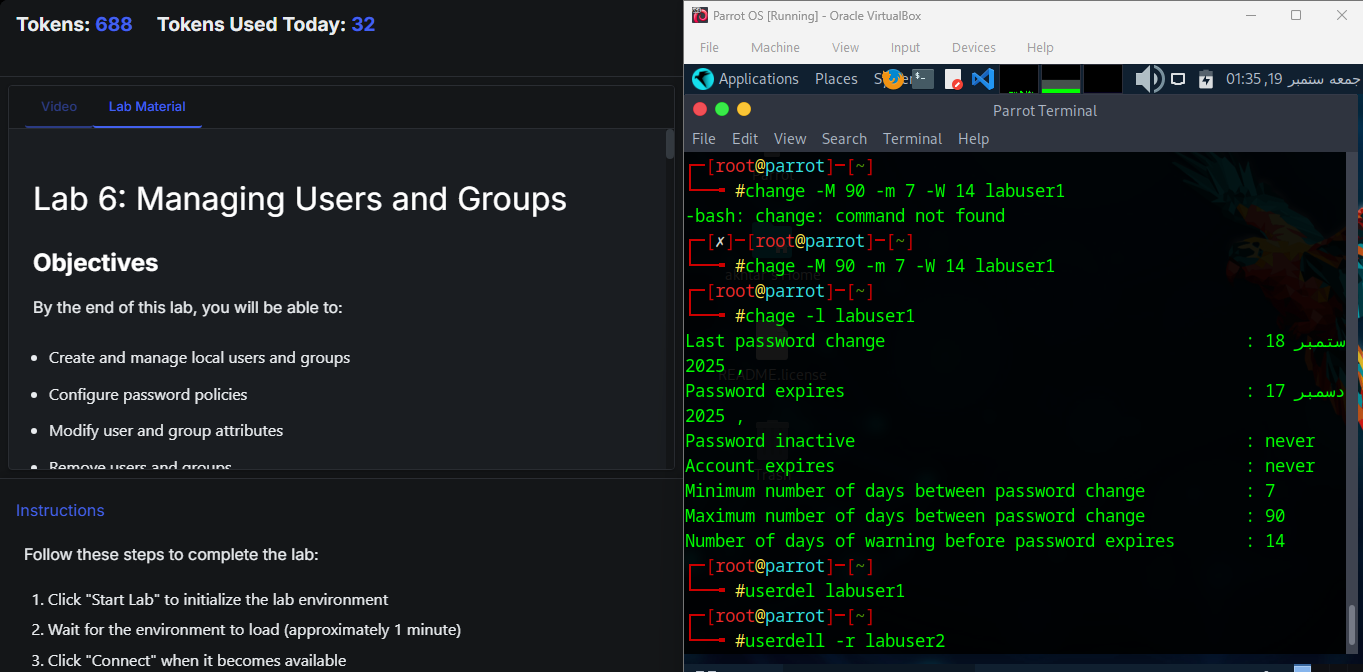 Tokens: 688 Tokens Used Today: 32
Video Lab Material
Lab 6: Managing Users and Groups
Objectives
By the end of this lab, you will be able to:
• Create and manage local users and groups
• Configure password policies
• Modify user and group attributes
• Remove users and groups
Instructions
Follow these steps to complete the lab:
1. Click "Start Lab" to initialize the lab environment
2. Wait for the environment to load (approximately 1 minute)
3. Click "Connect" when it becomes available
Parrot OS [Running] - Oracle VirtualBox
File Machine View Input Devices Help
Applications Places جمعه ستمبر 19, 01:35
Parrot Terminal
File Edit View Search Terminal Help
[root@parrot]─[~]
#change -M 90 -m 7 -W 14 labuser1
-bash: change: command not found
[✗]─[root@parrot]─[~]
#chage -M 90 -m 7 -W 14 labuser1
[root@parrot]─[~]
#chage -l labuser1
Last password change : 18 ستمبر
2025 ,
Password expires : 17 دسمبر
2025 ,
Password inactive : never
Account expires : never
Minimum number of days between password change : 7
Maximum number of days between password change : 90
Number of days of warning before password expires : 14
[root@parrot]─[~]
#userdel labuser1
[root@parrot]─[~]
#userdell -r labuser2
README.license